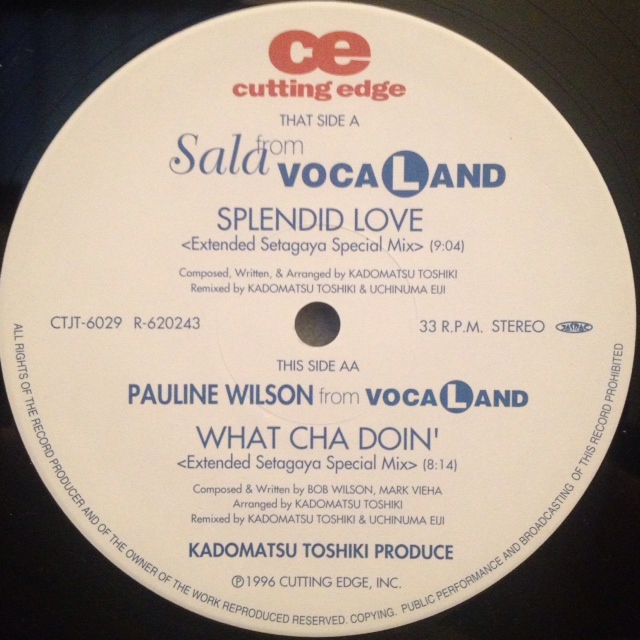 ce
cutting edge
THAT SIDE A
Sala from VOCALAND
SPLENDID LOVE
<Extended Setagaya Special Mix> (9:04)
Composed, Written, & Arranged by KADOMATSU TOSHIKI
Remixed by KADOMATSU TOSHIKI & UCHINUMA EIJI
CTJT-6029 R-620243
33 R.P.M. STEREO JASRAC
THIS SIDE AA
PAULINE WILSON from VOCALAND
WHAT CHA DOIN'
<Extended Setagaya Special Mix> (8:14)
Composed & Written by BOB WILSON, MARK VIEHA
Arranged by KADOMATSU TOSHIKI
Remixed by KADOMATSU TOSHIKI & UCHINUMA EIJI
KADOMATSU TOSHIKI PRODUCE
Ⓟ1996 CUTTING EDGE, INC.
ALL RIGHTS OF THE RECORD PRODUCER AND OF THE OWNER OF THE WORK REPRODUCED RESERVED. COPYING, PUBLIC PERFORMANCE AND BROADCASTING OF THIS RECORD PROHIBITED